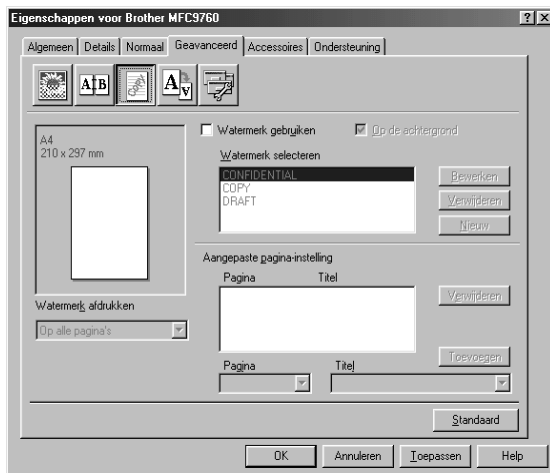 Eigenschappen voor Brother MFC9760
Algemeen Details Normaal Geavanceerd Accessoires Ondersteuning
A B
A
A4
210 x 297 mm
Watermerk gebruiken Op de achtergrond
Watermerk selecteren
CONFIDENTIAL
COPY
DRAFT
Bewerken
Verwijderen
Nieuw
Watermerk afdrukken
Op alle pagina's
Aangepaste pagina-instelling
Pagina Titel
Verwijderen
Toevoegen
Pagina Titel
Standaard
OK Annuleren Toepassen Help